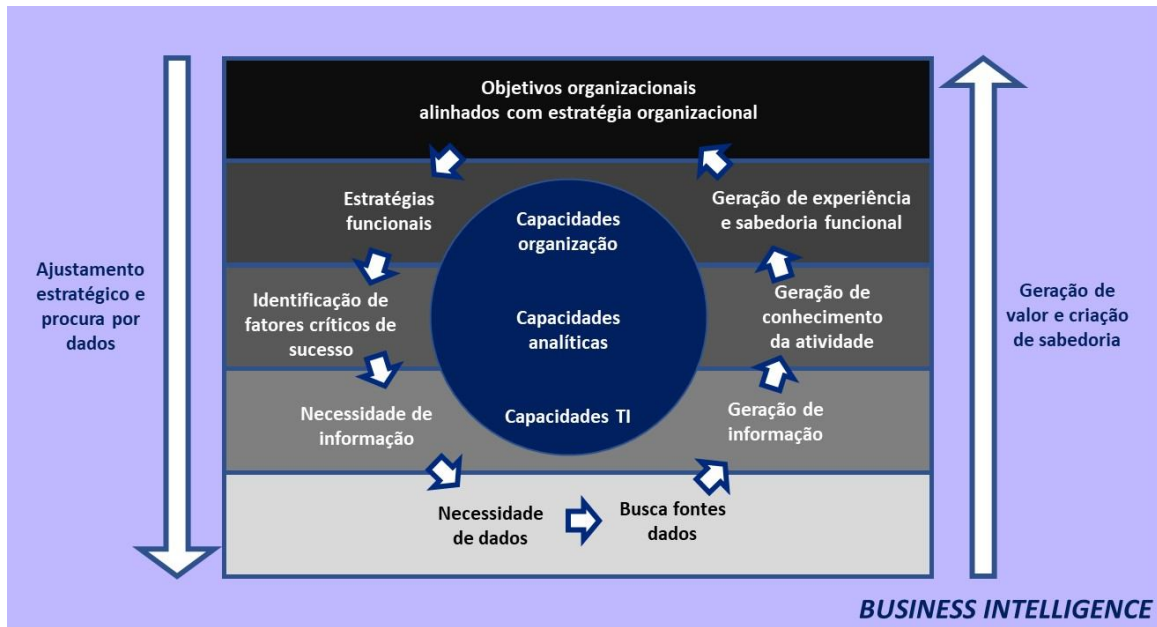 Objetivos organizacionais
alinhados com estratégia organizacional
Estratégias
funcionais
Capacidades
organização
Geração de experiência
e sabedoria funcional
Ajustamento
estratégico e
procura por
dados
Identificação de
fatores críticos de
sucesso
Capacidades
analíticas
Geração de
conhecimento
da atividade
Geração de
valor e criação
de sabedoria
Necessidade de
informação
Capacidades TI
Geração de
informação
Necessidade
de dados
Busca fontes
dados
BUSINESS INTELLIGENCE